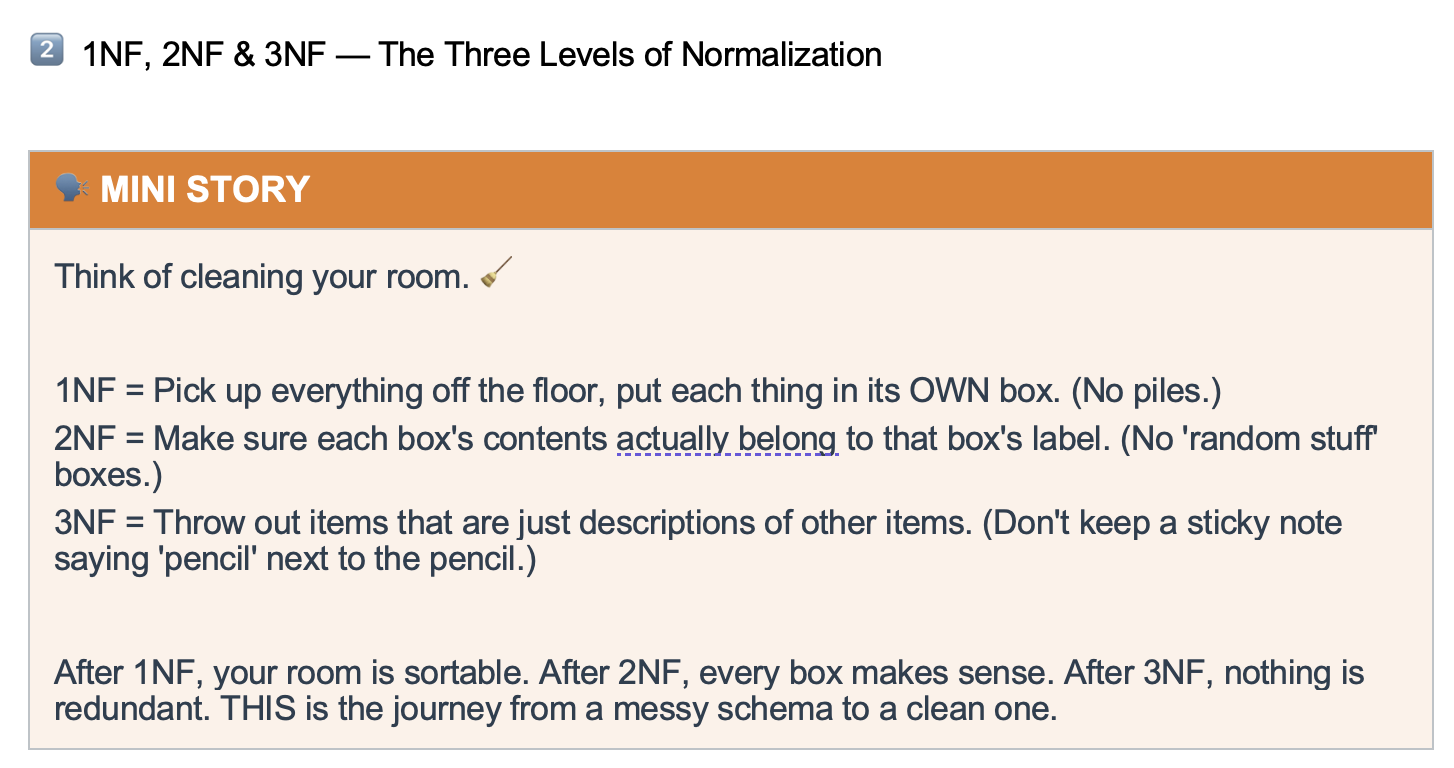 2️⃣ 1NF, 2NF & 3NF — The Three Levels of Normalization
🗣️ MINI STORY
Think of cleaning your room. 🧹
1NF = Pick up everything off the floor, put each thing in its OWN box. (No piles.)
2NF = Make sure each box's contents actually belong to that box's label. (No 'random stuff'
boxes.)
3NF = Throw out items that are just descriptions of other items. (Don't keep a sticky note
saying 'pencil' next to the pencil.)
After 1NF, your room is sortable. After 2NF, every box makes sense. After 3NF, nothing is
redundant. THIS is the journey from a messy schema to a clean one.